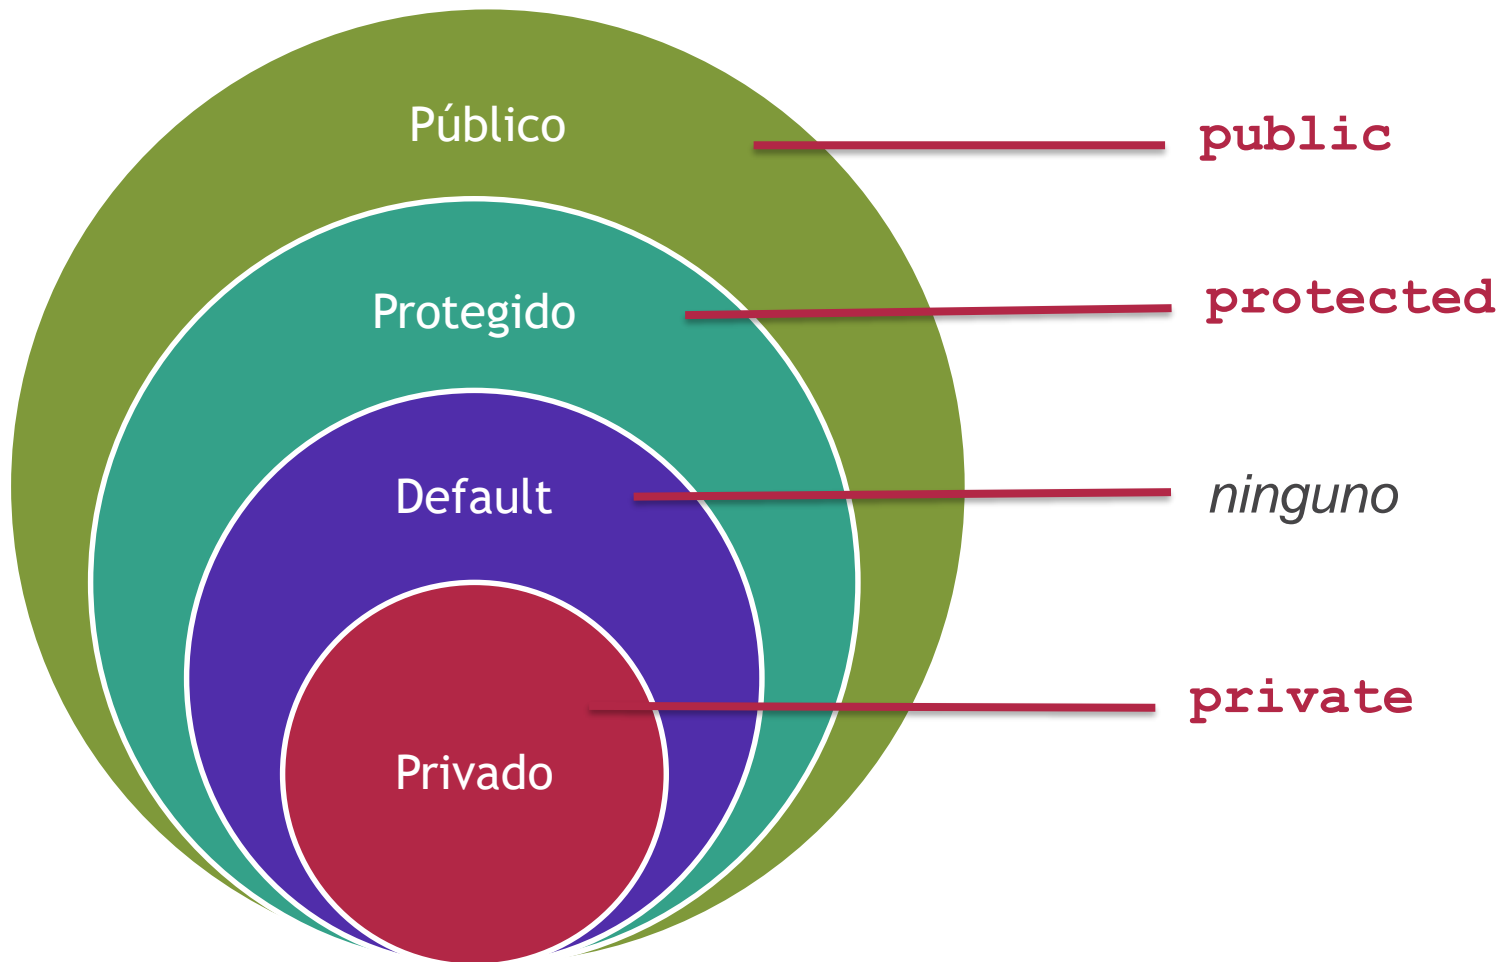 Público
public
Protegido
protected
Default
ninguno
private
Privado